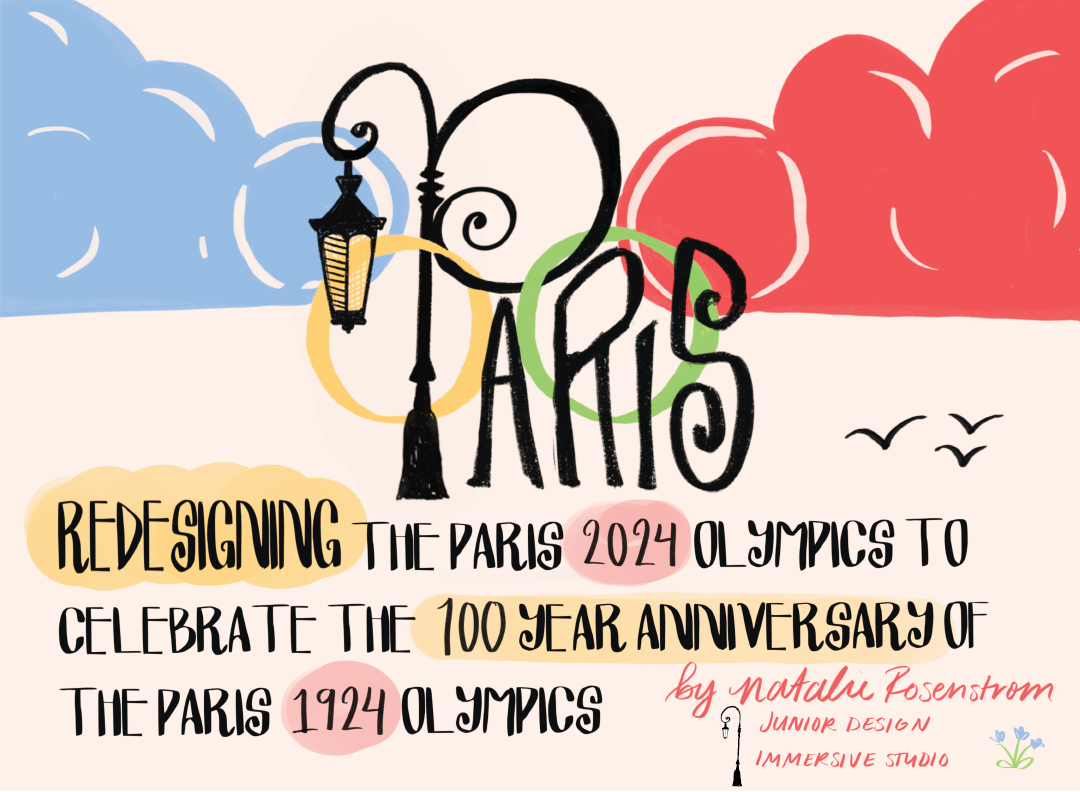 PARIS
REDESIGNING THE PARIS 2024 OLYMPICS TO
CELEBRATE THE 100 YEAR ANNIVERSARY OF
THE PARIS 1924 OLYMPICS
by natalie Rosenstrom
JUNIOR DESIGN
IMMERSIVE STUDIO